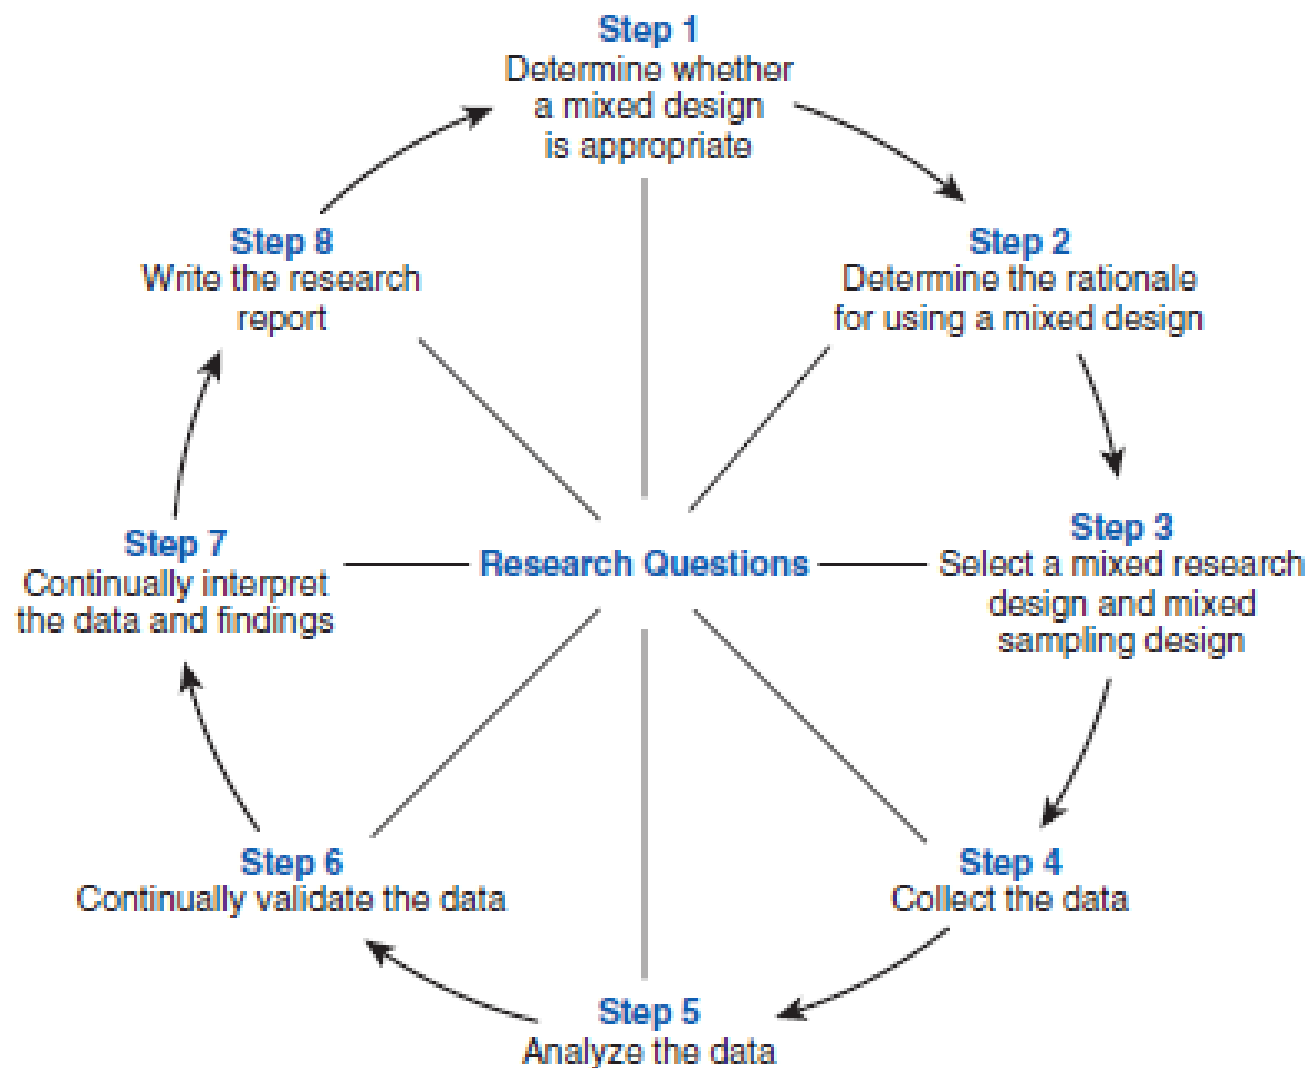 Step 1
Determine whether
a mixed design
is appropriate
Step 2
Determine the rationale
for using a mixed design
Step 3
Select a mixed research
design and mixed
sampling design
Step 4
Collect the data
Step 5
Analyze the data
Step 6
Continually validate the data
Step 7
Continually interpret
the data and findings
Step 8
Write the research
report
Research Questions